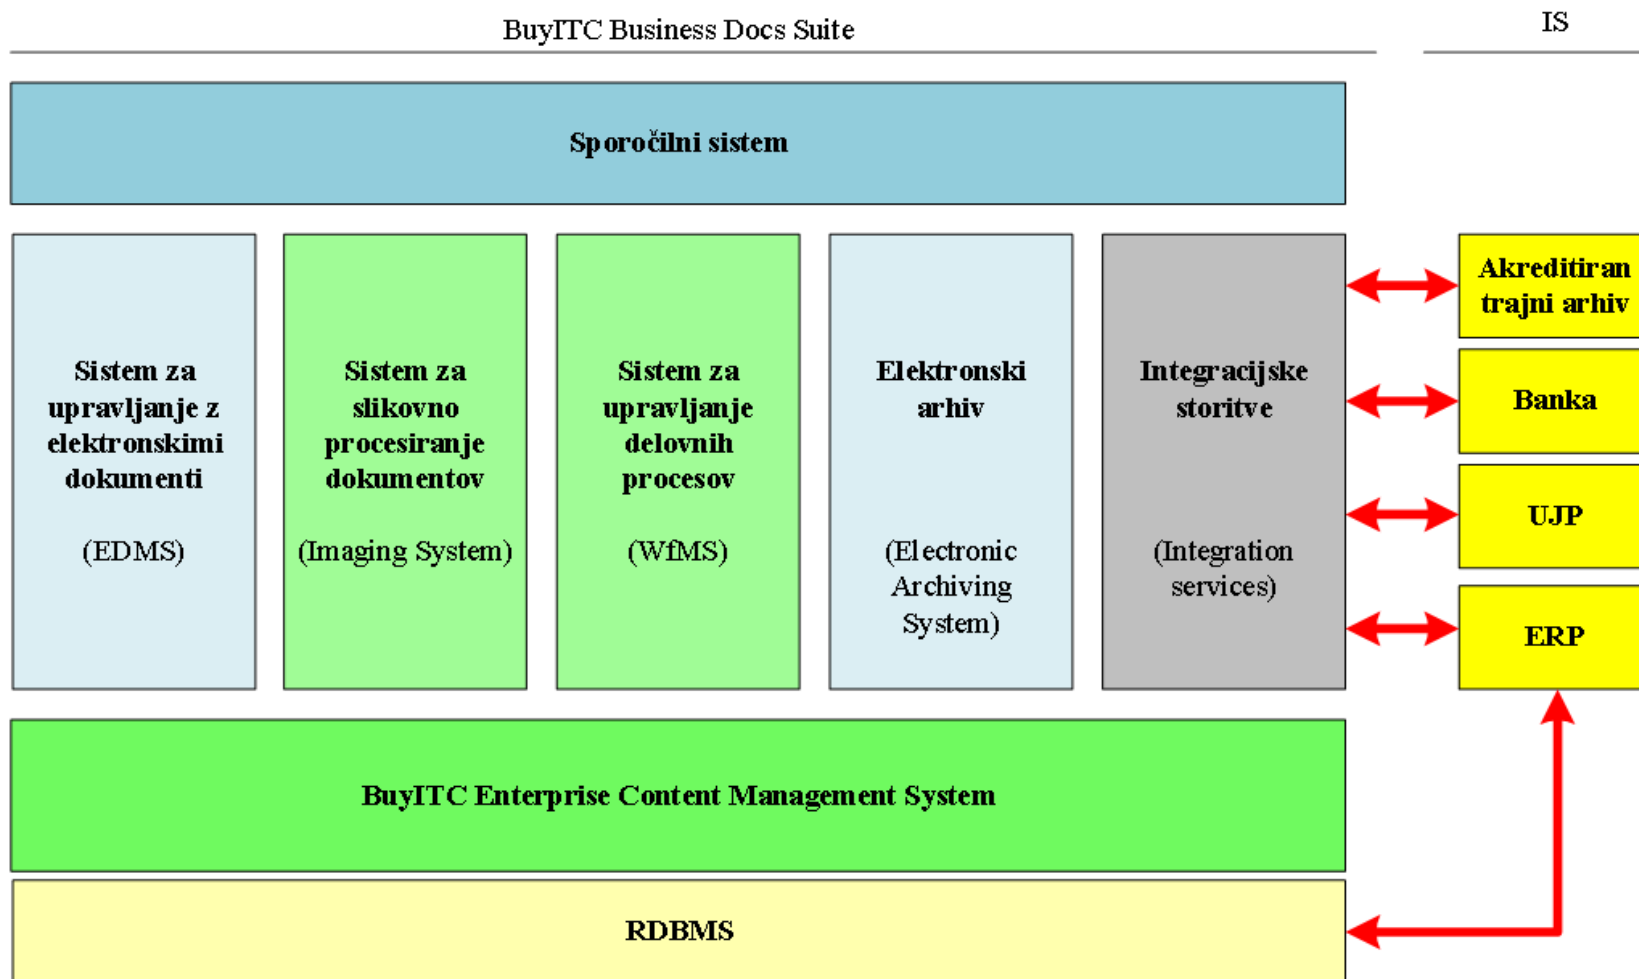 BuyITC Business Docs Suite
IS
Sporočilni sistem
Sistem za
upravljanje z
elektronskimi
dokumenti
(EDMS)
Sistem za
slikovno
procesiranje
dokumentov
(Imaging System)
Sistem za
upravljanje
delovnih
procesov
(WfMS)
Elektronski
arhiv
(Electronic
Archiving
System)
Integracijske
storitve
(Integration
services)
Akreditiran
trajni arhiv
Banka
UJP
ERP
BuyITC Enterprise Content Management System
RDBMS